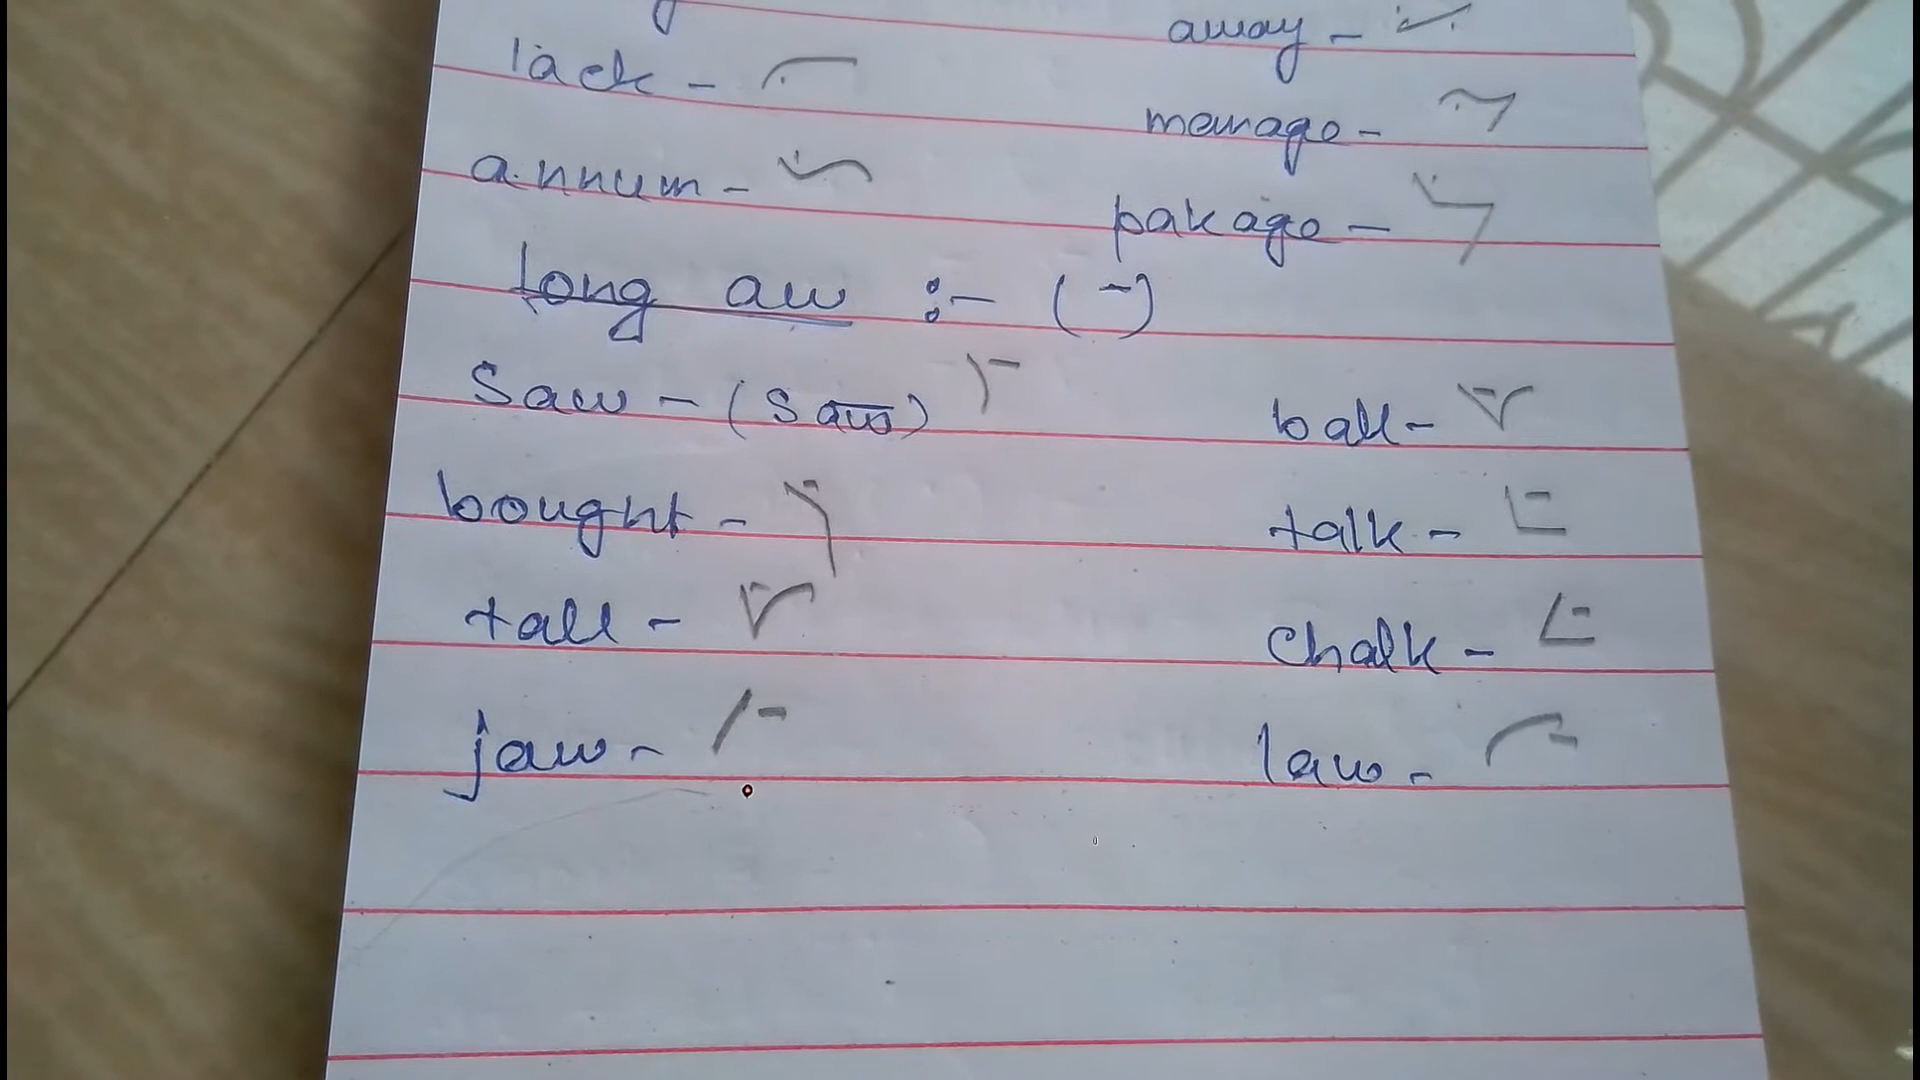 away -
lack -
manage -
annum -
pakage -
long aw :- (-)
Saw - (saw)
ball -
bought -
talk -
tall -
Chalk -
jaw -
law -